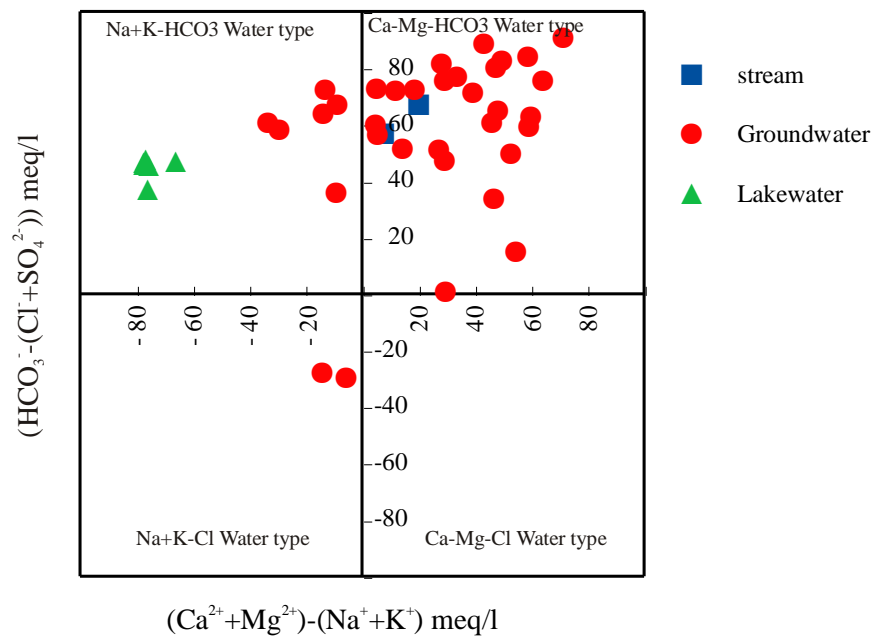 Na+K-HCO3 Water type
Ca-Mg-HCO3 Water type
80
60
40
20
- 80
- 60
- 40
- 20
20
40
60
80
-20
-40
-60
-80
Na+K-Cl Water type
Ca-Mg-Cl Water type
(HCO₃⁻-(Cl⁻+SO₄²⁻)) meq/l
(Ca²⁺+Mg²⁺)-(Na⁺+K⁺) meq/l
stream
Groundwater
Lakewater